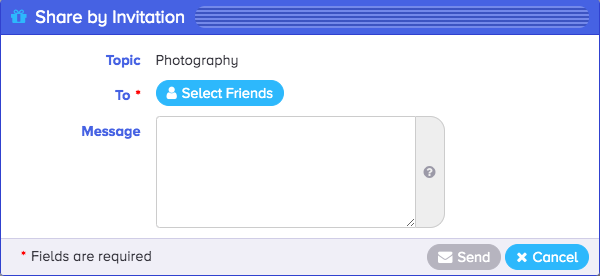 Share by Invitation
Topic Photography
To * Select Friends
Message
?
* Fields are required
Send
Cancel